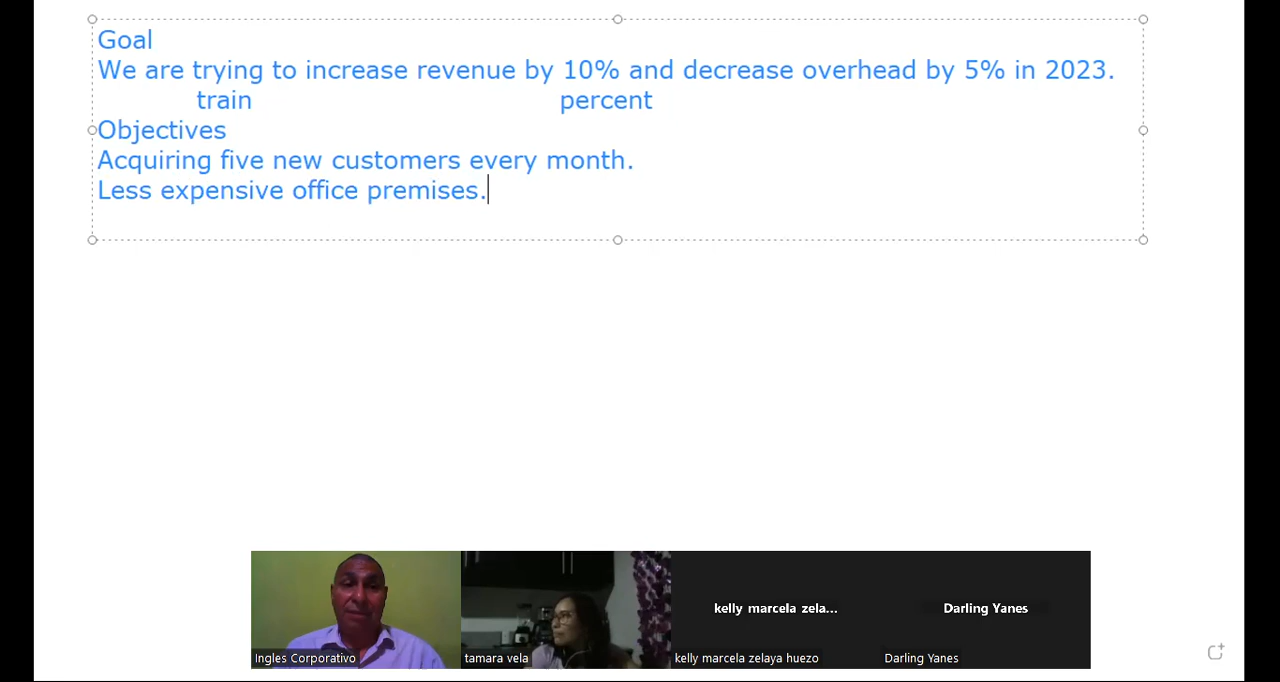 Goal
We are trying to increase revenue by 10% and decrease overhead by 5% in 2023.
train percent
Objectives
Acquiring five new customers every month.
Less expensive office premises.
kelly marcela zela...
Darling Yanes
Ingles Corporativo
tamara vela
kelly marcela zelaya huezo
Darling Yanes